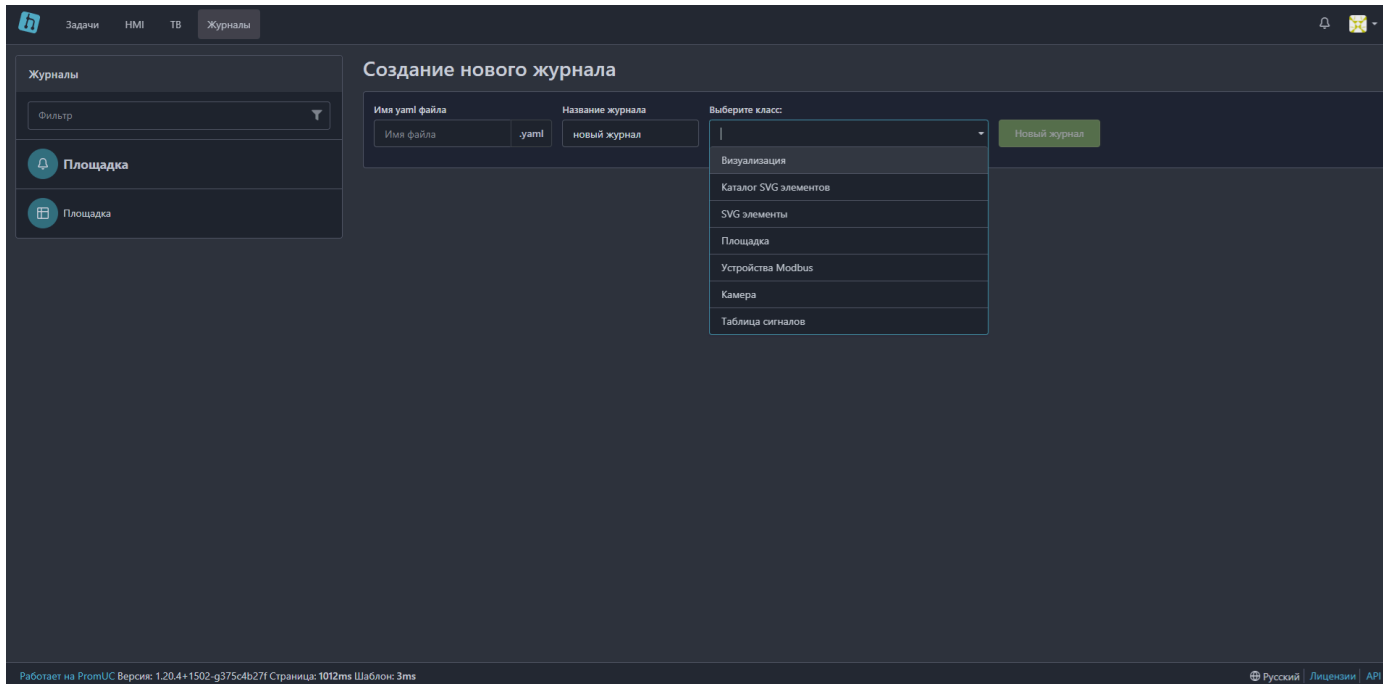 Задачи HMI ТВ Журналы
Журналы
Фильтр
Площадка
Площадка
Создание нового журнала
Имя yaml файла Название журнала Выберите класс:
Имя файла .yaml новый журнал Новый журнал
Визуализация
Каталог SVG элементов
SVG элементы
Площадка
Устройства Modbus
Камера
Таблица сигналов
Работает на PromUC Версия: 1.20.4+1502-g375c4b27f Страница: 1012ms Шаблон: 3ms Русский Лицензии API